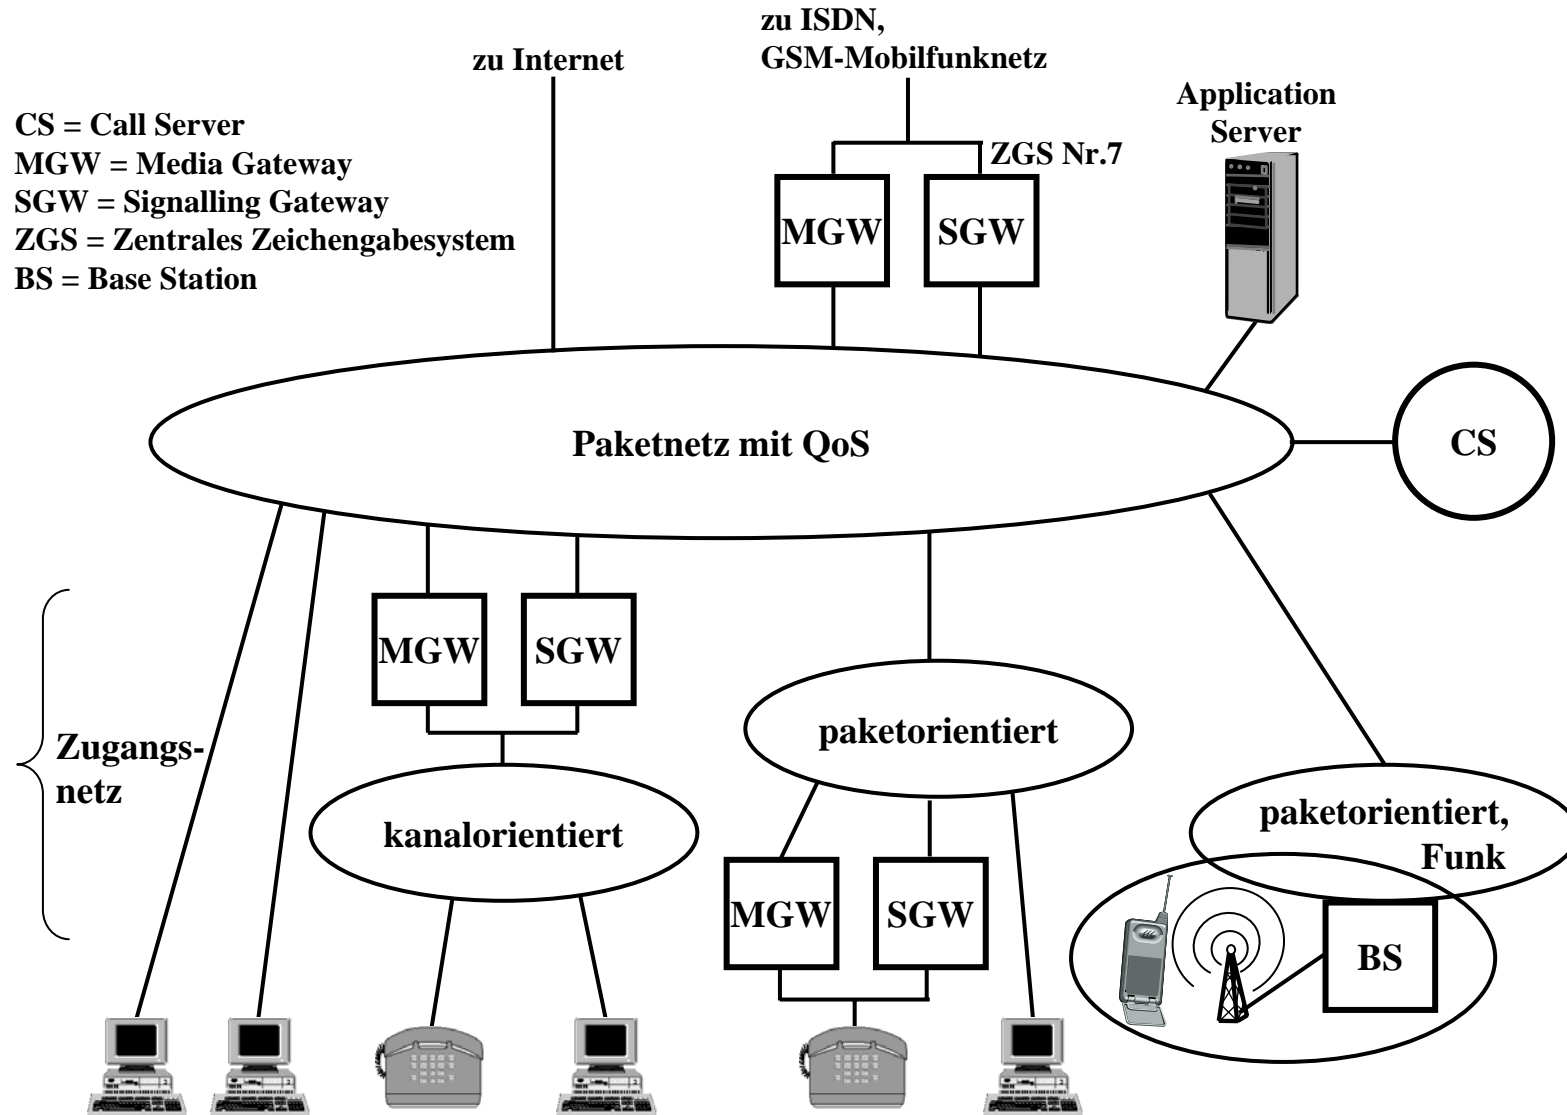 zu Internet
zu ISDN,
GSM-Mobilfunknetz
Application
Server
CS = Call Server
MGW = Media Gateway
SGW = Signalling Gateway
ZGS = Zentrales Zeichengabesystem
BS = Base Station
ZGS Nr.7
MGW
SGW
Paketnetz mit QoS
CS
MGW
SGW
Zugangs-
netz
paketorientiert
kanalorientiert
paketorientiert,
Funk
MGW
SGW
BS